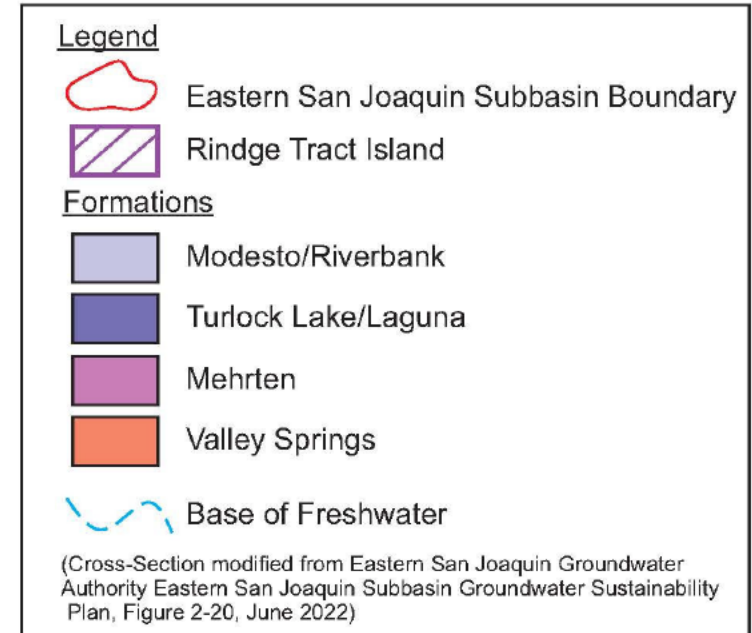 Legend
Eastern San Joaquin Subbasin Boundary
Rindge Tract Island
Formations
Modesto/Riverbank
Turlock Lake/Laguna
Mehrten
Valley Springs
Base of Freshwater
(Cross-Section modified from Eastern San Joaquin Groundwater
Authority Eastern San Joaquin Subbasin Groundwater Sustainability
Plan, Figure 2-20, June 2022)